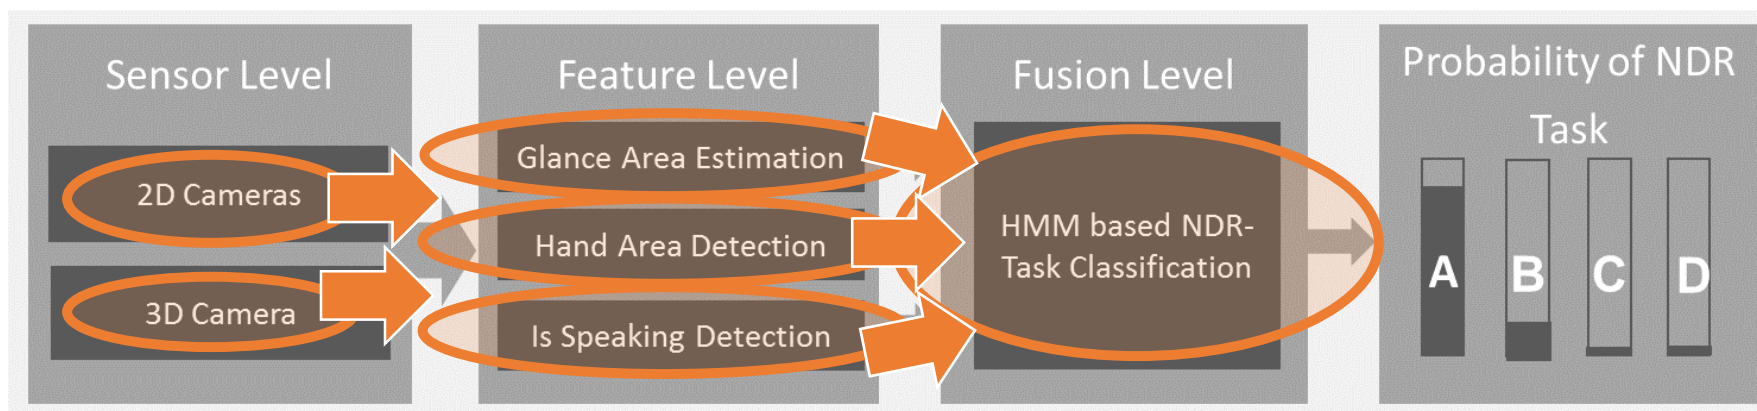 Sensor Level
2D Cameras
3D Camera
Feature Level
Glance Area Estimation
Hand Area Detection
Is Speaking Detection
Fusion Level
HMM based NDR-
Task Classification
Probability of NDR
Task
A B C D